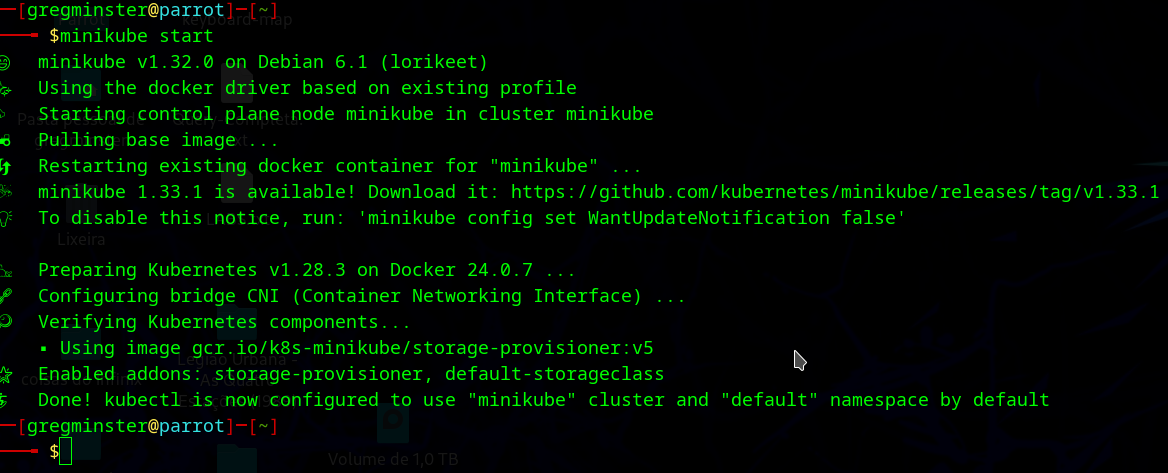 ─[gregminster@parrot]─[~]
──╼ $minikube start
minikube v1.32.0 on Debian 6.1 (lorikeet)
Using the docker driver based on existing profile
Starting control plane node minikube in cluster minikube
Pulling base image ...
Restarting existing docker container for "minikube" ...
minikube 1.33.1 is available! Download it: https://github.com/kubernetes/minikube/releases/tag/v1.33.1
To disable this notice, run: 'minikube config set WantUpdateNotification false'
Lixeira
Preparing Kubernetes v1.28.3 on Docker 24.0.7 ...
Configuring bridge CNI (Container Networking Interface) ...
Verifying Kubernetes components...
▪ Using image gcr.io/k8s-minikube/storage-provisioner:v5
Enabled addons: storage-provisioner, default-storageclass
Done! kubectl is now configured to use "minikube" cluster and "default" namespace by default
─[gregminster@parrot]─[~]
──╼ $
Volume de 1,0 TB